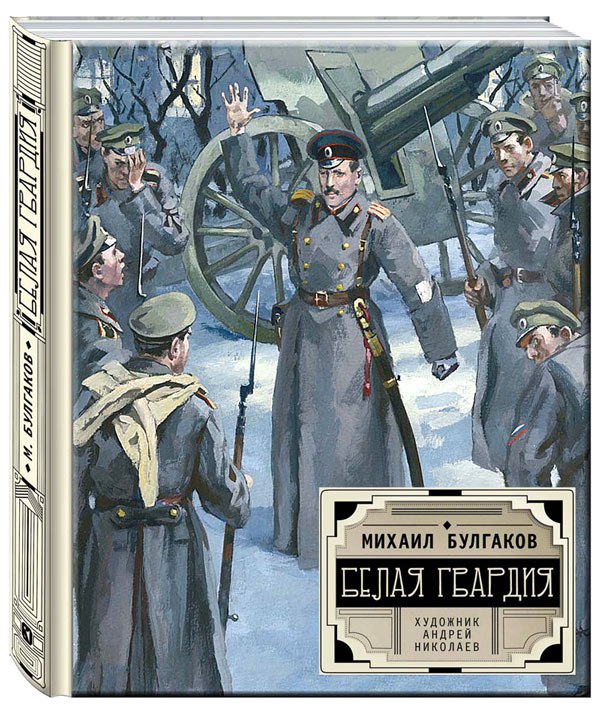 М. БУЛГАКОВ • БЕЛАЯ ГВАРДИЯ
МИХАИЛ БУЛГАКОВ
БЕЛАЯ ГВАРДИЯ
ХУДОЖНИК
АНДРЕЙ
НИКОЛАЕВ